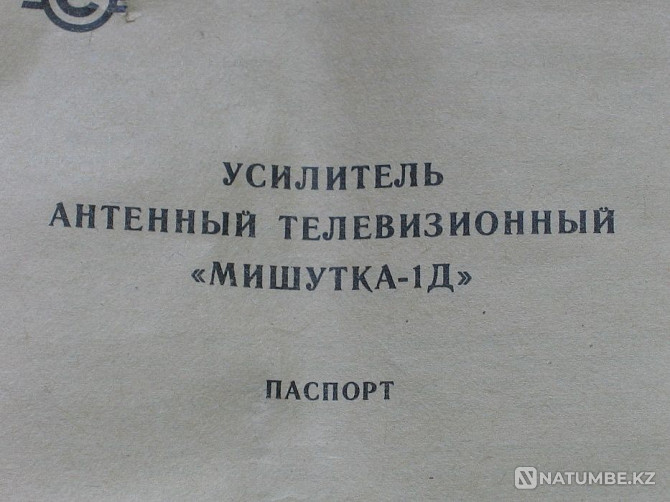 УСИЛИТЕЛЬ
АНТЕННЫЙ ТЕЛЕВИЗИОННЫЙ
«МИШУТКА-1Д»
ПАСПОРТ
NATUMBE.KZ